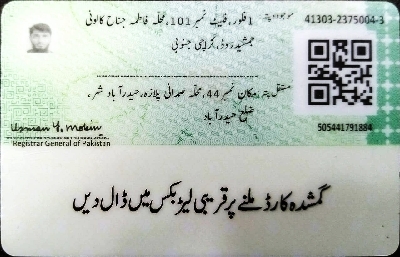 41303-2375004-3
موجودہ پتہ: 1 فلور، فلیٹ نمبر 101، محلہ فاطمہ جناح کالونی
جمشید روڈ، کراچی جنوبی
مستقل پتہ: مکان نمبر 44، محلہ صمدانی پلازہ، حیدرآباد شہر،
ضلع حیدرآباد
505441791884
Usman Y. Mobin
Registrar General of Pakistan
گمشدہ کارڈ ملنے پر قریبی لیٹر بکس میں ڈال دیں